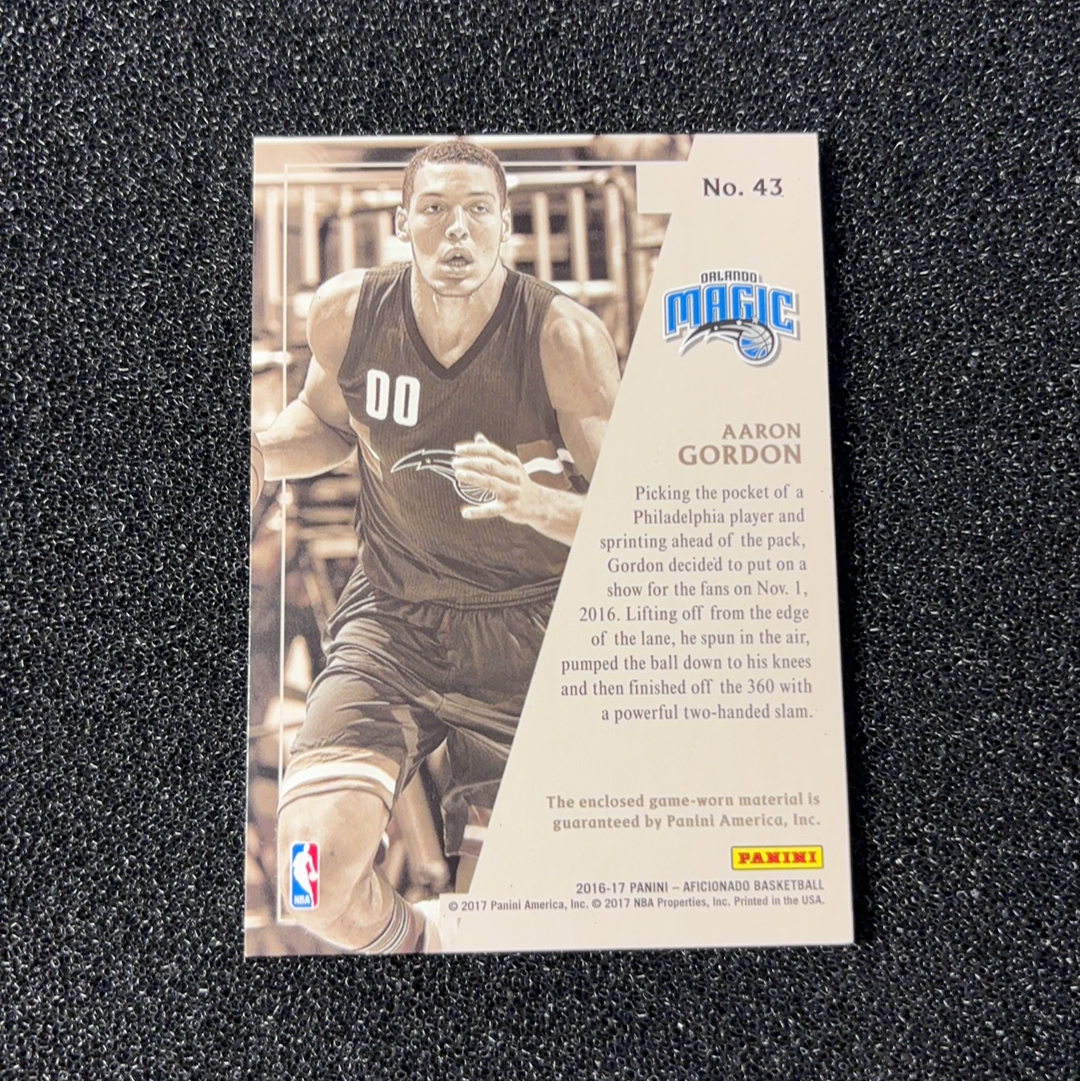 No. 43
ORLANDO
MAGIC
00
AARON
GORDON
Picking the pocket of a
Philadelphia player and
sprinting ahead of the pack,
Gordon decided to put on a
show for the fans on Nov. 1,
2016. Lifting off from the edge
of the lane, he spun in the air,
pumped the ball down to his knees
and then finished off the 360 with
a powerful two-handed slam.
The enclosed game-worn material is
guaranteed by Panini America, Inc.
PANINI
NBA
2016-17 PANINI – AFICIONADO BASKETBALL
© 2017 Panini America, Inc. © 2017 NBA Properties, Inc. Printed in the USA.